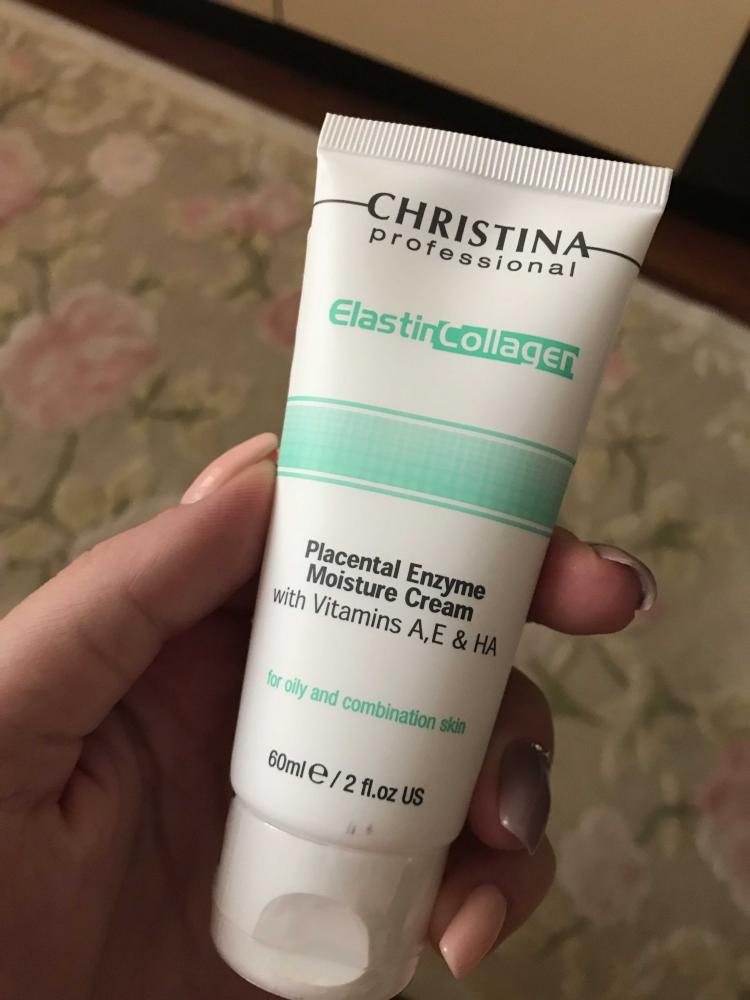 CHRISTINA
professional
ElastinCollagen
Placental Enzyme
Moisture Cream
with Vitamins A,E & HA
for oily and combination skin
60ml e / 2 fl.oz US